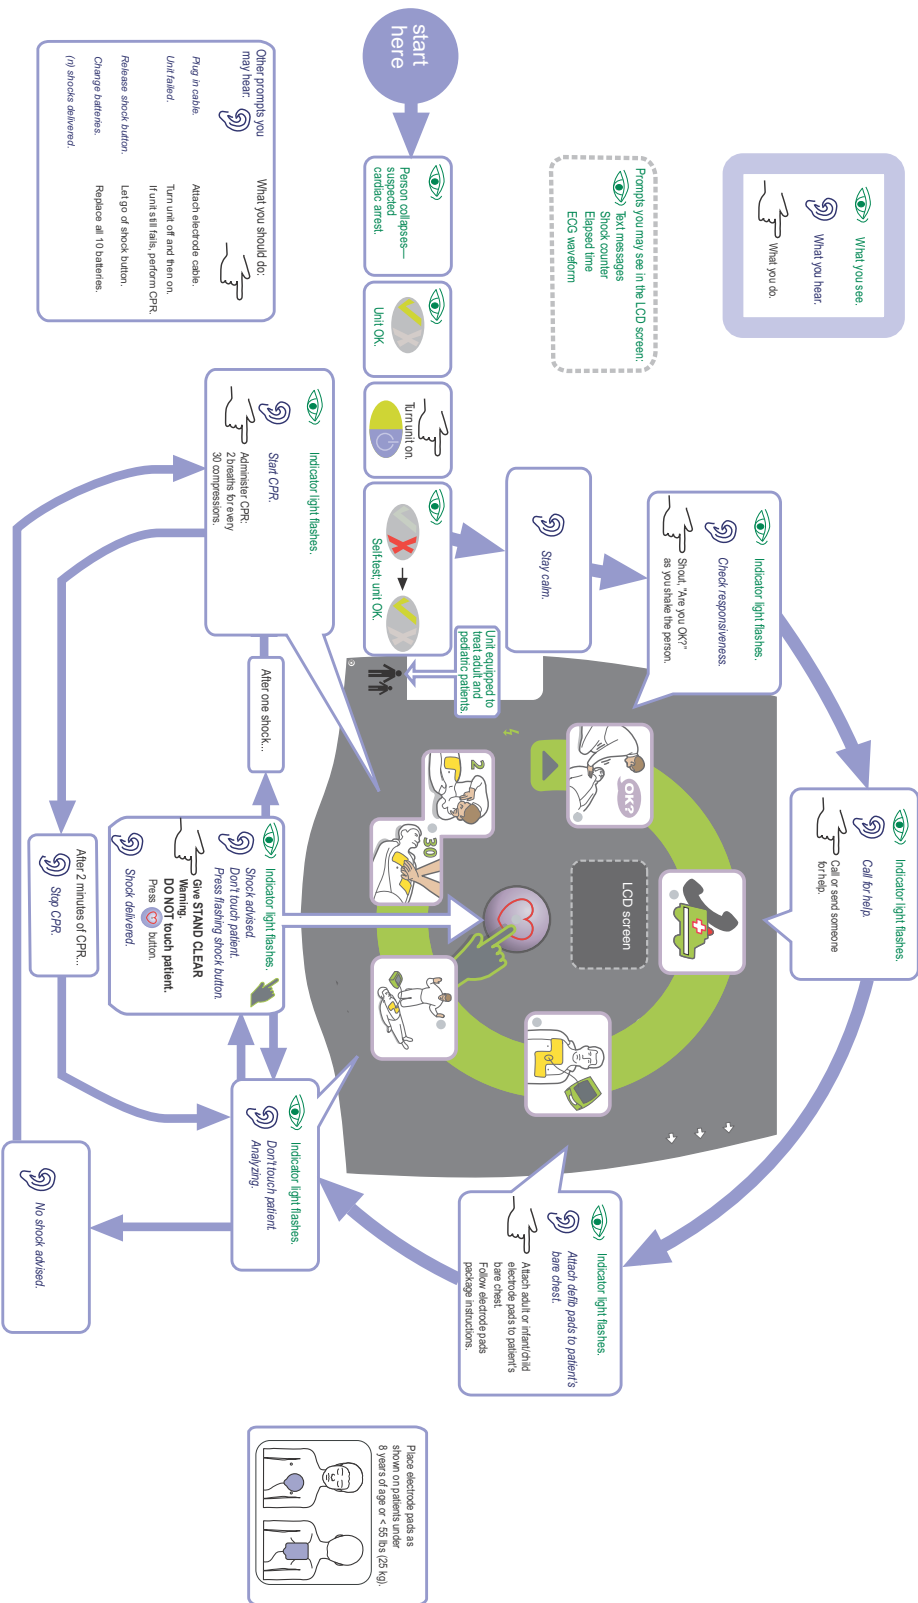 start
here
Person collapses—
suspected
cardiac arrest.
Unit OK.
Turn unit on.
Self-test; unit OK.
Stay calm.
Unit equipped to
treat adult and
pediatric patients.
Indicator light flashes.
Check responsiveness.
Shout, "Are you OK?"
as you shake the person.
Indicator light flashes.
Call for help.
Call or send someone
for help.
Indicator light flashes.
Attach defib pads to patient's
bare chest.
Attach adult or infant/child
electrode pads to patient's
bare chest.
Follow electrode pads
package instructions.
Indicator light flashes.
Don't touch patient.
Analyzing.
No shock advised.
Indicator light flashes.
Shock advised.
Don't touch patient.
Press flashing shock button.
Give STAND CLEAR
Warning.
DO NOT touch patient.
Press button.
Shock delivered.
After one shock...
Indicator light flashes.
Start CPR.
Administer CPR:
2 breaths for every
30 compressions.
After 2 minutes of CPR...
Stop CPR.
OK?
LCD screen
2
30
What you see.
What you hear.
What you do.
Prompts you may see in the LCD screen:
Text messages
Shock counter
Elapsed time
ECG waveform
Other prompts you
may hear:
What you should do:
Plug in cable.
Attach electrode cable.
Unit failed.
Turn unit off and then on.
If unit still fails, perform CPR.
Release shock button.
Let go of shock button.
Change batteries.
Replace all 10 batteries.
(n) shocks delivered.
Place electrode pads as
shown on patients under
8 years of age or < 55 lbs (25 kg).